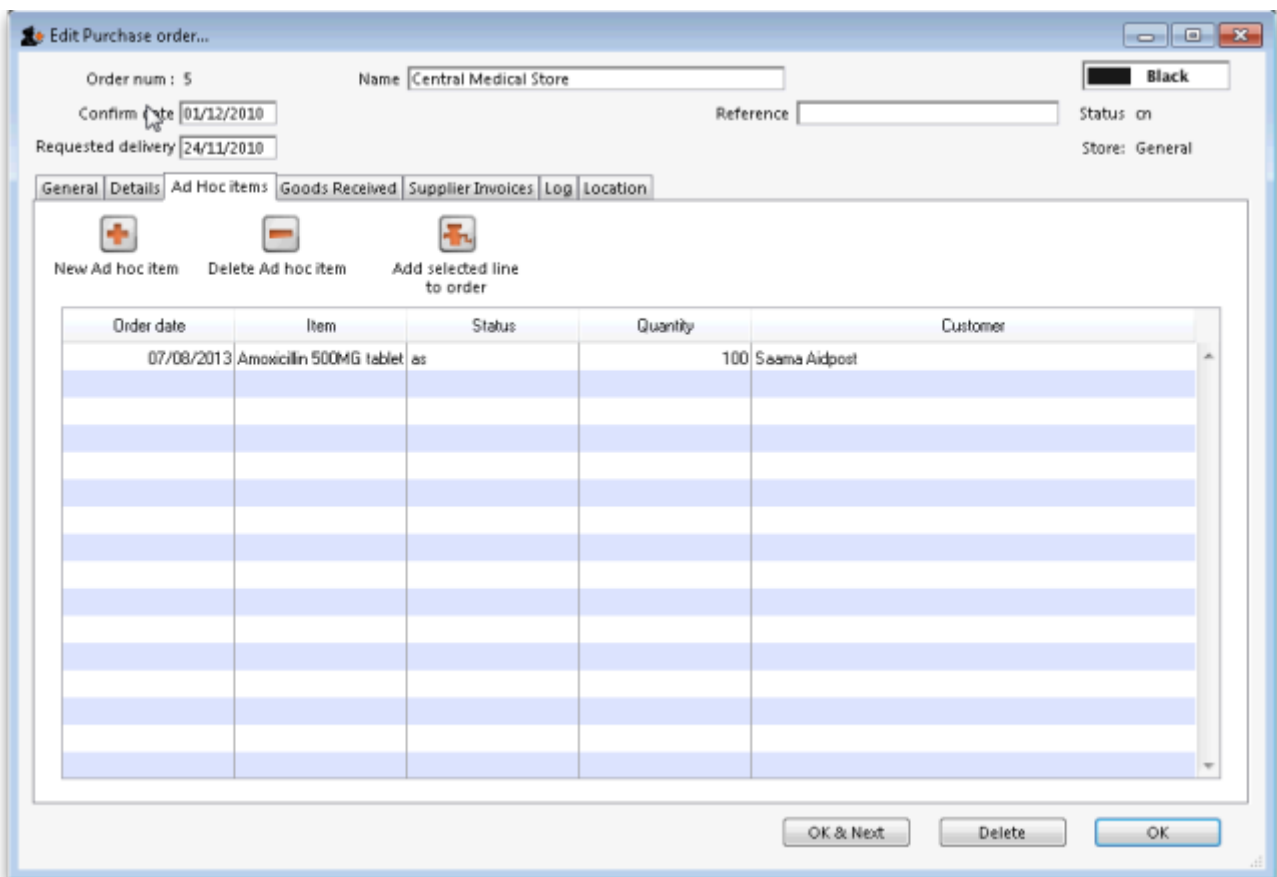 Edit Purchase order...
Order num : 5 Name Central Medical Store Black
Confirm date 01/12/2010 Reference Status cn
Requested delivery 24/11/2010 Store: General
General Details Ad Hoc items Goods Received Supplier Invoices Log Location
New Ad hoc item Delete Ad hoc item Add selected line
to order
Order date Item Status Quantity Customer
07/08/2013 Amoxicillin 500MG tablet as 100 Saama Aidpost
OK & Next Delete OK